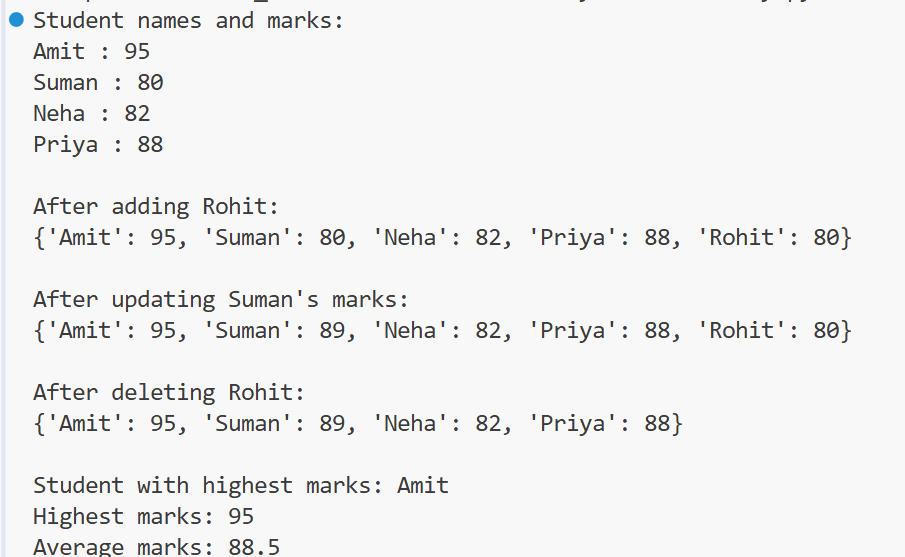 Student names and marks:
Amit : 95
Suman : 80
Neha : 82
Priya : 88

After adding Rohit:
{'Amit': 95, 'Suman': 80, 'Neha': 82, 'Priya': 88, 'Rohit': 80}

After updating Suman's marks:
{'Amit': 95, 'Suman': 89, 'Neha': 82, 'Priya': 88, 'Rohit': 80}

After deleting Rohit:
{'Amit': 95, 'Suman': 89, 'Neha': 82, 'Priya': 88}

Student with highest marks: Amit
Highest marks: 95
Average marks: 88.5